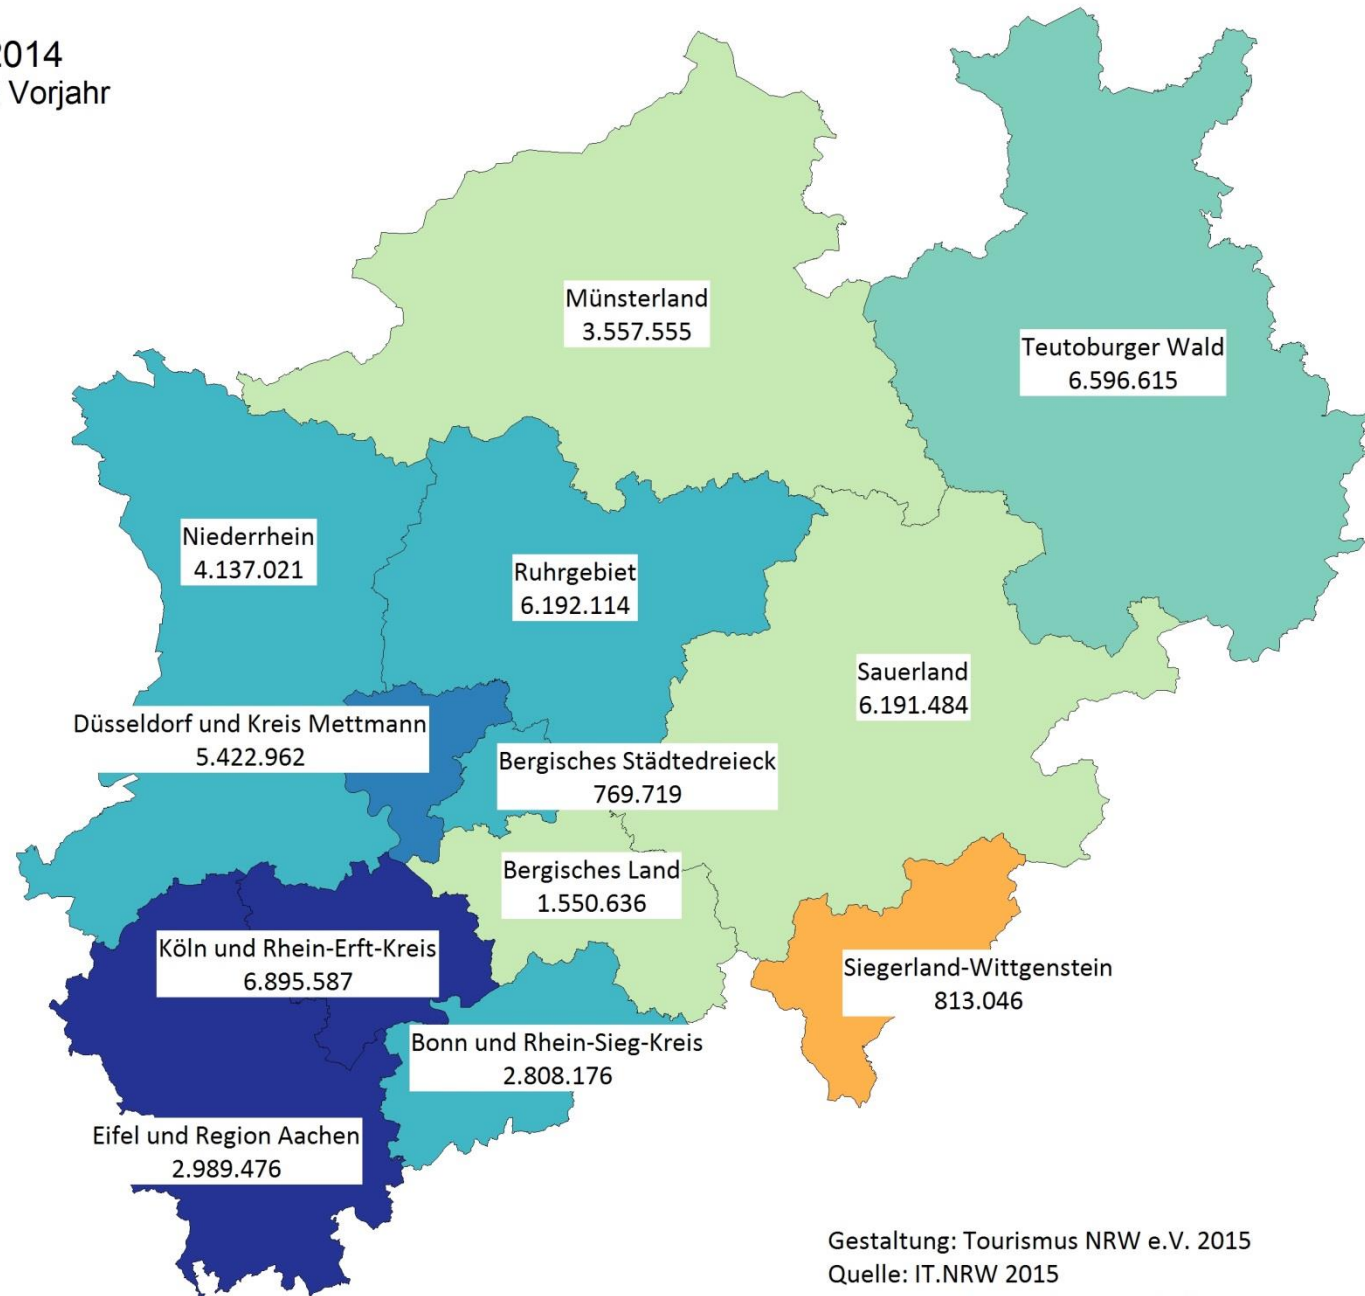 2014
Vorjahr
Münsterland
3.557.555
Teutoburger Wald
6.596.615
Niederrhein
4.137.021
Ruhrgebiet
6.192.114
Sauerland
6.191.484
Düsseldorf und Kreis Mettmann
5.422.962
Bergisches Städtedreieck
769.719
Bergisches Land
1.550.636
Köln und Rhein-Erft-Kreis
6.895.587
Siegerland-Wittgenstein
813.046
Bonn und Rhein-Sieg-Kreis
2.808.176
Eifel und Region Aachen
2.989.476
Gestaltung: Tourismus NRW e.V. 2015
Quelle: IT.NRW 2015